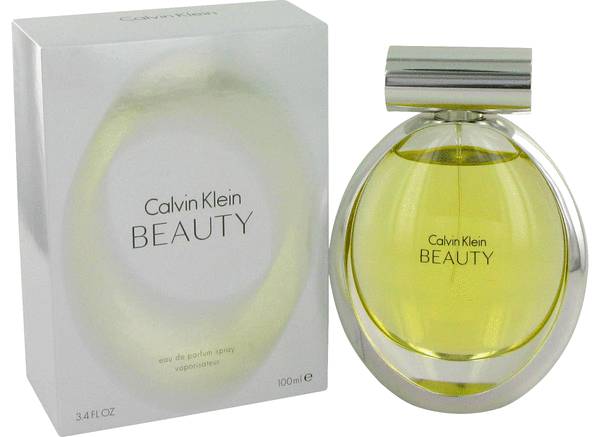 Calvin Klein
Calvin Klein
BEAUTY
eau de parfum spray
vaporisateur
100ml ℮
3.4 FL OZ
Calvin Klein
BEAUTY